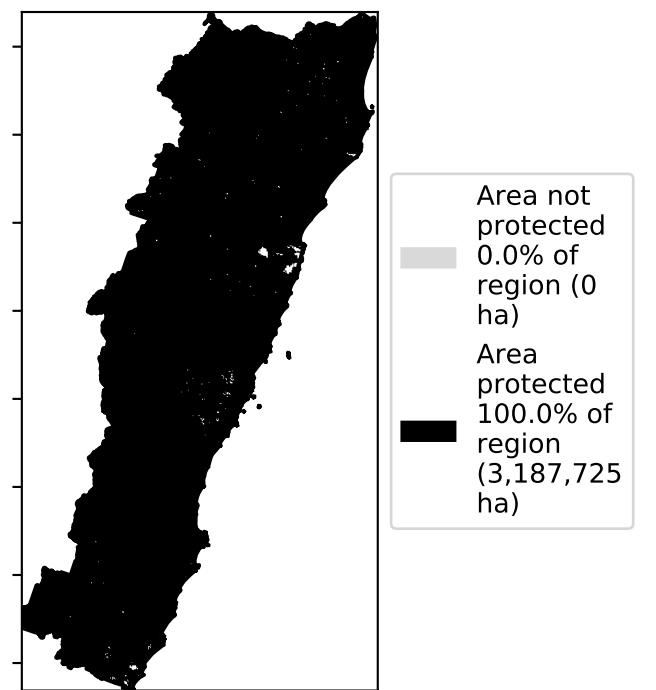 Area not
protected
0.0% of
region (0
ha)
Area
protected
100.0% of
region
(3,187,725
ha)